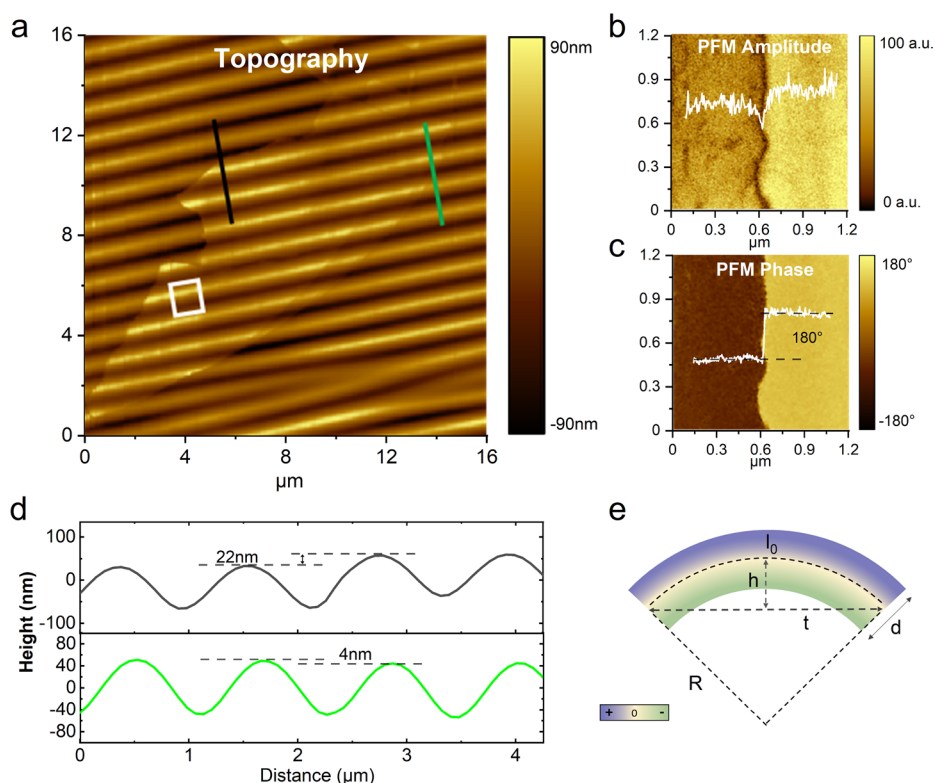 a
16
12
8
4
0
0
4
8
12
16
µm
Topography
90nm
-90nm
b
1.2
0.9
0.6
0.3
0
0
0.3
0.6
0.9
1.2
µm
PFM Amplitude
100 a.u.
0 a.u.
c
1.2
0.9
0.6
0.3
0
0
0.3
0.6
0.9
1.2
µm
PFM Phase
180°
180°
-180°
d
Height (nm)
100
0
-100
22nm
80
40
0
-40
-80
4nm
0
1
2
3
4
Distance (µm)
e
l0
h
t
d
R
+ 0 -